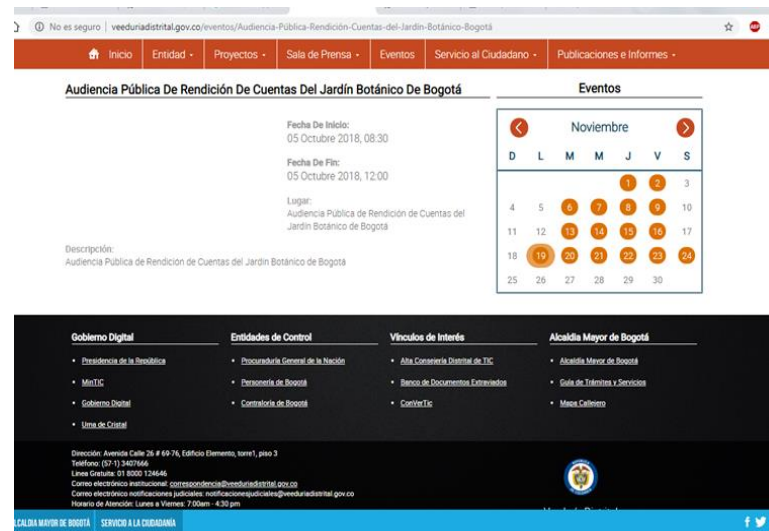 No es seguro | veeduriadistrital.gov.co/eventos/Audiencia-Pública-Rendición-Cuentas-del-Jardín-Botánico-Bogotá
Inicio Entidad Proyectos Sala de Prensa Eventos Servicio al Ciudadano Publicaciones e Informes
Audiencia Pública De Rendición De Cuentas Del Jardín Botánico De Bogotá
Fecha De Inicio:
05 Octubre 2018, 08:30
Fecha De Fin:
05 Octubre 2018, 12:00
Lugar:
Audiencia Pública de Rendición de Cuentas del
Jardín Botánico de Bogotá
Descripción:
Audiencia Pública de Rendición de Cuentas del Jardín Botánico de Bogotá
Eventos
Noviembre
D L M M J V S
1 2 3
4 5 6 7 8 9 10
11 12 13 14 15 16 17
18 19 20 21 22 23 24
25 26 27 28 29 30
Gobierno Digital
Presidencia de la República
MinTIC
Gobierno Digital
Urna de Cristal
Entidades de Control
Procuraduría General de la Nación
Personería de Bogotá
Contraloría de Bogotá
Vínculos de Interés
Alta Consejería Distrital de TIC
Banco de Documentos Extraviados
ConVerTic
Alcaldía Mayor de Bogotá
Alcaldía Mayor de Bogotá
Guía de Trámites y Servicios
Mapa Callejero
Dirección: Avenida Calle 26 # 69-76, Edificio Elemento, torre1, piso 3
Teléfono: (57-1) 3407666
Línea Gratuita: 01 8000 124646
Correo electrónico institucional: correspondencia@veeduriadistrital.gov.co
Correo electrónico notificaciones judiciales: notificacionesjudiciales@veeduriadistrital.gov.co
Horario de Atención: Lunes a Viernes: 7:00am - 4:30 pm
LCALDIA MAYOR DE BOGOTÁ SERVICIO A LA CIUDADANÍA